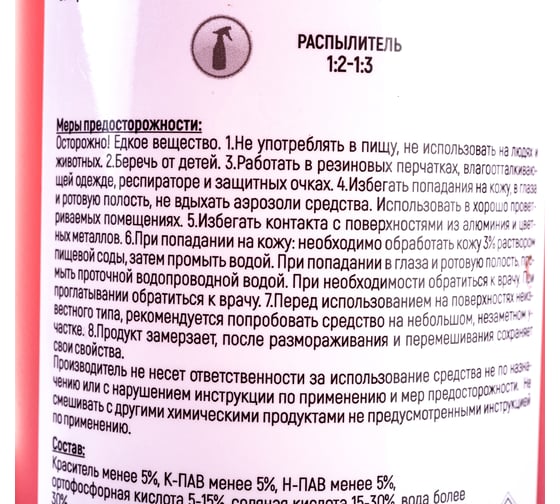 РАСПЫЛИТЕЛЬ
1:2-1:3
Меры предосторожности:
Осторожно! Едкое вещество. 1.Не употреблять в пищу, не использовать на людях и
животных. 2.Беречь от детей. 3.Работать в резиновых перчатках, влагоотталкиваю-
щей одежде, респираторе и защитных очках. 4.Избегать попадания на кожу, в глаза
и ротовую полость, не вдыхать аэрозоли средства. Использовать в хорошо провет-
риваемых помещениях. 5.Избегать контакта с поверхностями из алюминия и цвет-
ных металлов. 6.При попадании на кожу: необходимо обработать кожу 3% раствором
пищевой соды, затем промыть водой. При попадании в глаза и ротовую полость, про-
мыть проточной водопроводной водой. При необходимости обратиться к врачу. При
проглатывании обратиться к врачу. 7.Перед использованием на поверхностях неиз-
вестного типа, рекомендуется попробовать средство на небольшом, незаметном у-
частке. 8.Продукт замерзает, после размораживания и перемешивания сохраняет
свои свойства.
Производитель не несет ответственности за использование средства не по назна-
чению или с нарушением инструкции по применению и мер предосторожности. Не
смешивать с другими химическими продуктами не предусмотренными инструкцией
по применению.
Состав:
Краситель менее 5%, К-ПАВ менее 5%, Н-ПАВ менее 5%,
ортофосфорная кислота 5-15%, соляная кислота 15-30%, вода более
30%